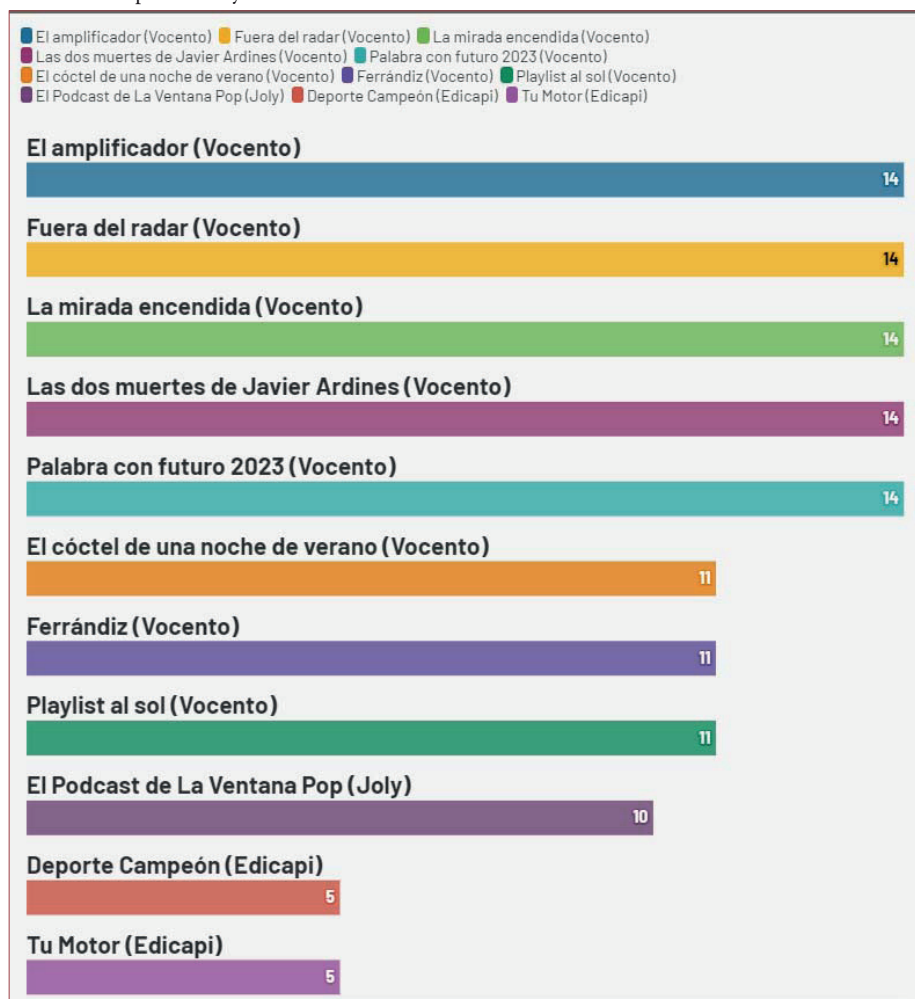 El amplificador (Vocento) Fuera del radar (Vocento) La mirada encendida (Vocento)
Las dos muertes de Javier Ardines (Vocento) Palabra con futuro 2023 (Vocento)
El cóctel de una noche de verano (Vocento) Ferrándiz (Vocento) Playlist al sol (Vocento)
El Podcast de La Ventana Pop (Joly) Deporte Campeón (Edicapi) Tu Motor (Edicapi)
El amplificador (Vocento)
14
Fuera del radar (Vocento)
14
La mirada encendida (Vocento)
14
Las dos muertes de Javier Ardines (Vocento)
14
Palabra con futuro 2023 (Vocento)
14
El cóctel de una noche de verano (Vocento)
11
Ferrándiz (Vocento)
11
Playlist al sol (Vocento)
11
El Podcast de La Ventana Pop (Joly)
10
Deporte Campeón (Edicapi)
5
Tu Motor (Edicapi)
5